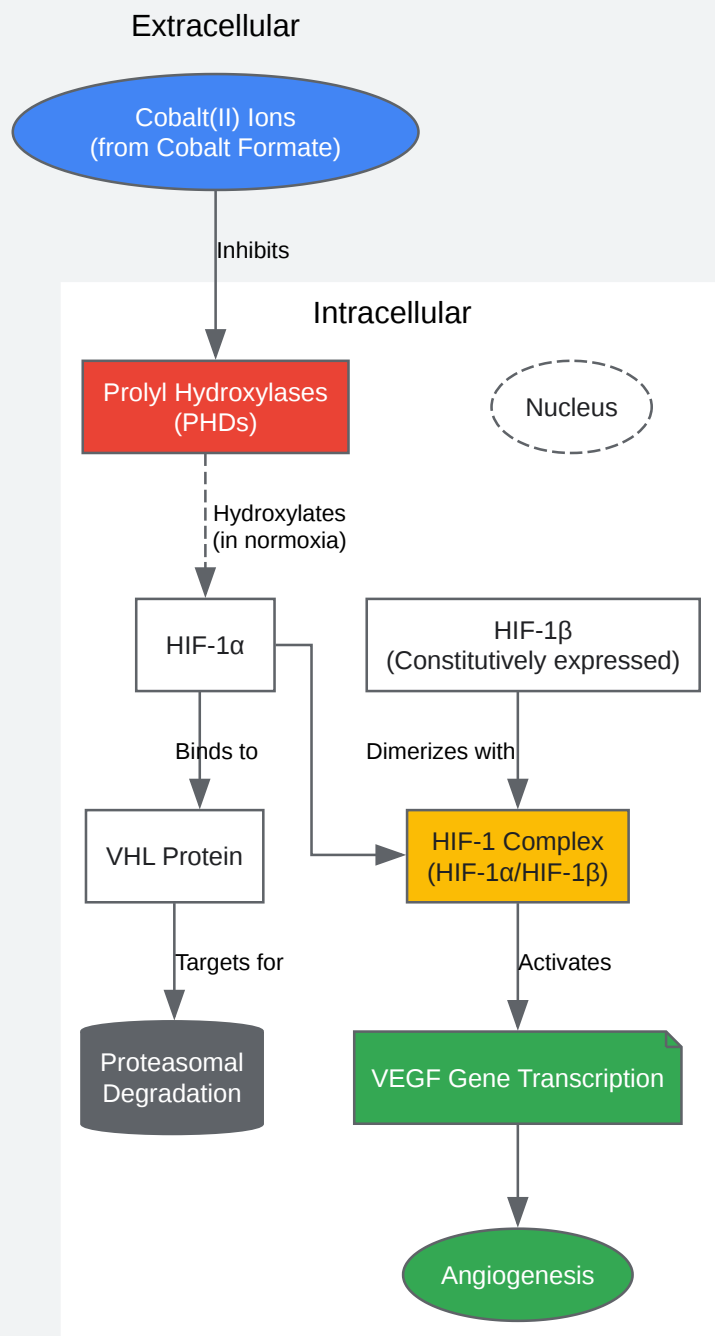 Extracellular
Cobalt(II) Ions
(from Cobalt Formate)
Inhibits
Intracellular
Prolyl Hydroxylases
(PHDs)
Nucleus
Hydroxylates
(in normoxia)
HIF-1α
HIF-1β
(Constitutively expressed)
Binds to
Dimerizes with
VHL Protein
HIF-1 Complex
(HIF-1α/HIF-1β)
Targets for
Activates
Proteasomal
Degradation
VEGF Gene Transcription
Angiogenesis